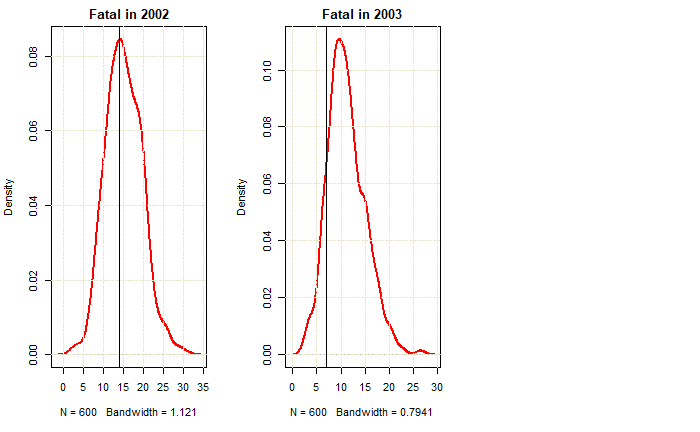 Fatal in 2002
Density
0.00 0.02 0.04 0.06 0.08
0 5 10 15 20 25 30 35
N = 600 Bandwidth = 1.121
Fatal in 2003
Density
0.00 0.02 0.04 0.06 0.08 0.10
0 5 10 15 20 25 30
N = 600 Bandwidth = 0.7941